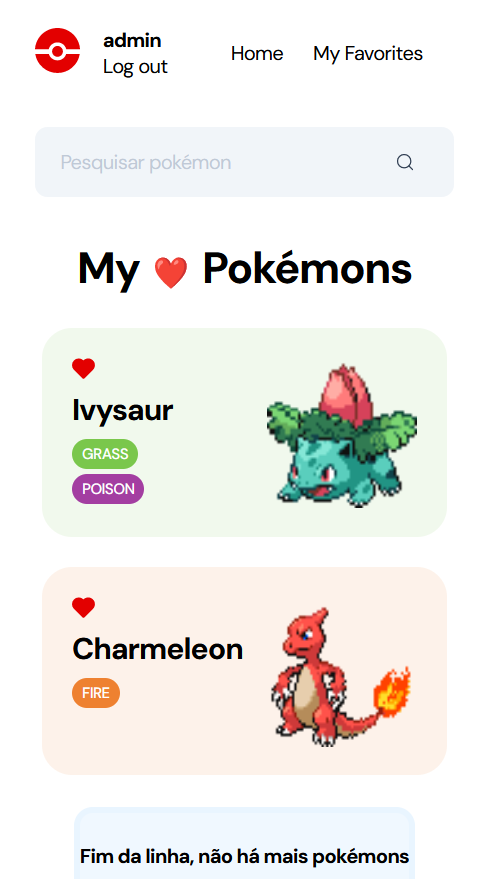 admin
Log out
Home
My Favorites
Pesquisar pokémon
My ❤️ Pokémons
Ivysaur
GRASS
POISON
Charmeleon
FIRE
Fim da linha, não há mais pokémons